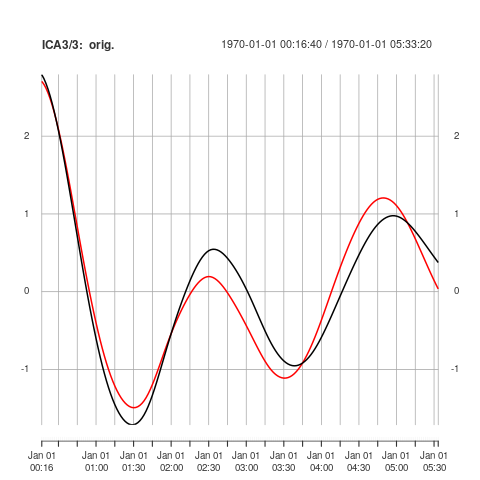 ICA3/3:  orig.
1970-01-01 00:16:40 / 1970-01-01 05:33:20
2 2
1 1
0 0
-1 -1
Jan 01 Jan 01 Jan 01 Jan 01 Jan 01 Jan 01 Jan 01 Jan 01 Jan 01 Jan 01 Jan 01
00:16 01:00 01:30 02:00 02:30 03:00 03:30 04:00 04:30 05:00 05:30